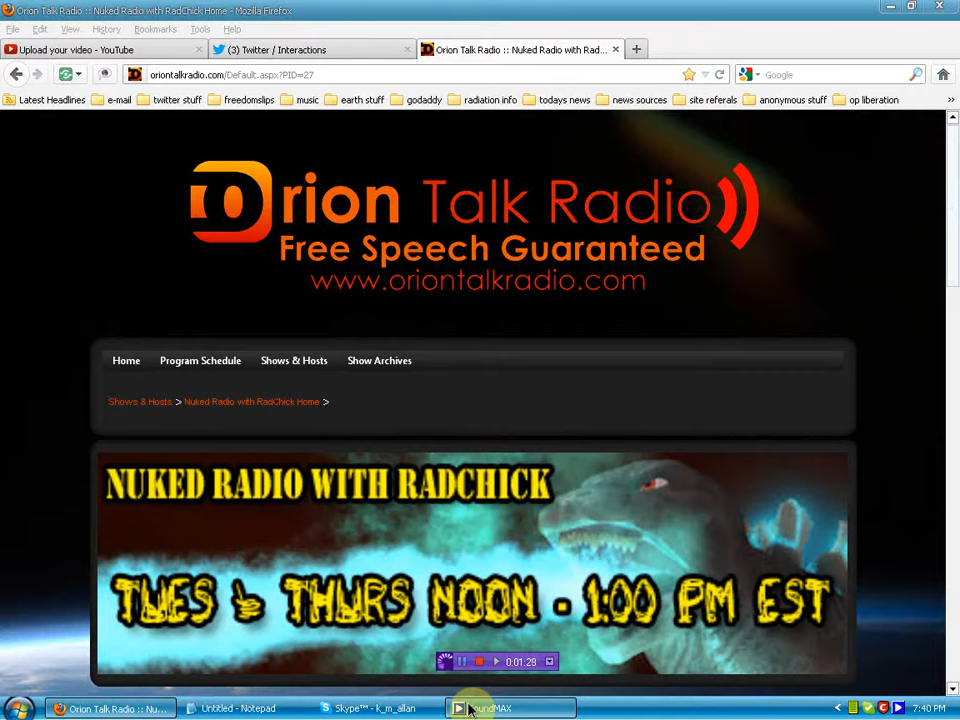 Orion Talk Radio :: Nuked Radio with RadChick Home - Mozilla Firefox
File Edit View History Bookmarks Tools Help
Upload your video - YouTube
(3) Twitter / Interactions
Orion Talk Radio :: Nuked Radio with Rad...
oriontalkradio.com/Default.aspx?PID=27
Google
Latest Headlines e-mail twitter stuff freedomslips music earth stuff godaddy radiation info todays news news sources site referals anonymous stuff op liberation »
Orion Talk Radio
Free Speech Guaranteed
www.oriontalkradio.com
Home Program Schedule Shows & Hosts Show Archives
Shows & Hosts > Nuked Radio with RadChick Home >
NUKED RADIO WITH RADCHICK
TUES & THURS NOON - 1:00 PM EST
0:01:29
Orion Talk Radio :: Nu...
Untitled - Notepad
Skype™ - k_m_allan
7:40 PM